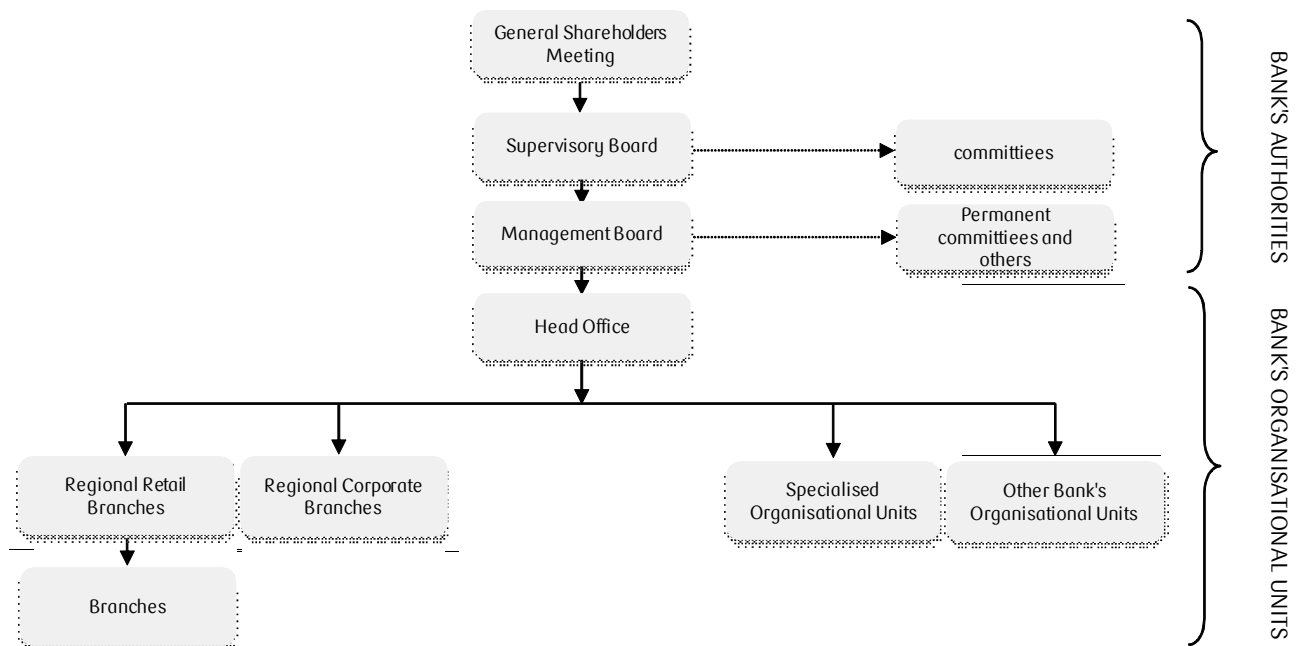 General Shareholders
Meeting
Supervisory Board
committiees
Management Board
Permanent
committiees and
others
BANK'S AUTHORITIES
Head Office
Regional Retail
Branches
Regional Corporate
Branches
Specialised
Organisational Units
Other Bank's
Organisational Units
Branches
BANK'S ORGANISATIONAL UNITS